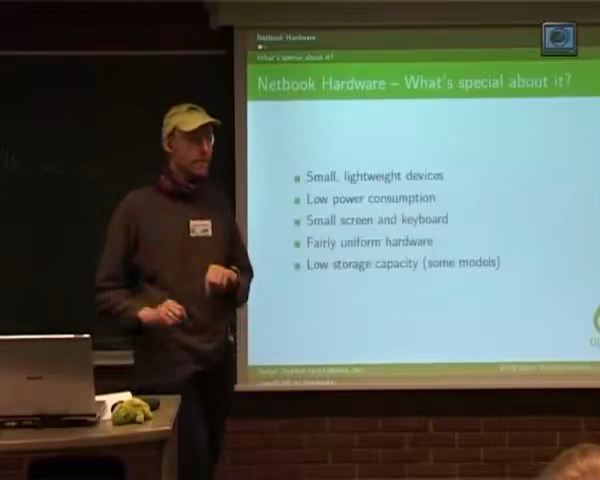 Netbook Hardware
What's special about it?
Netbook Hardware – What's special about it?
Small, lightweight devices
Low power consumption
Small screen and keyboard
Fairly uniform hardware
Low storage capacity (some models)